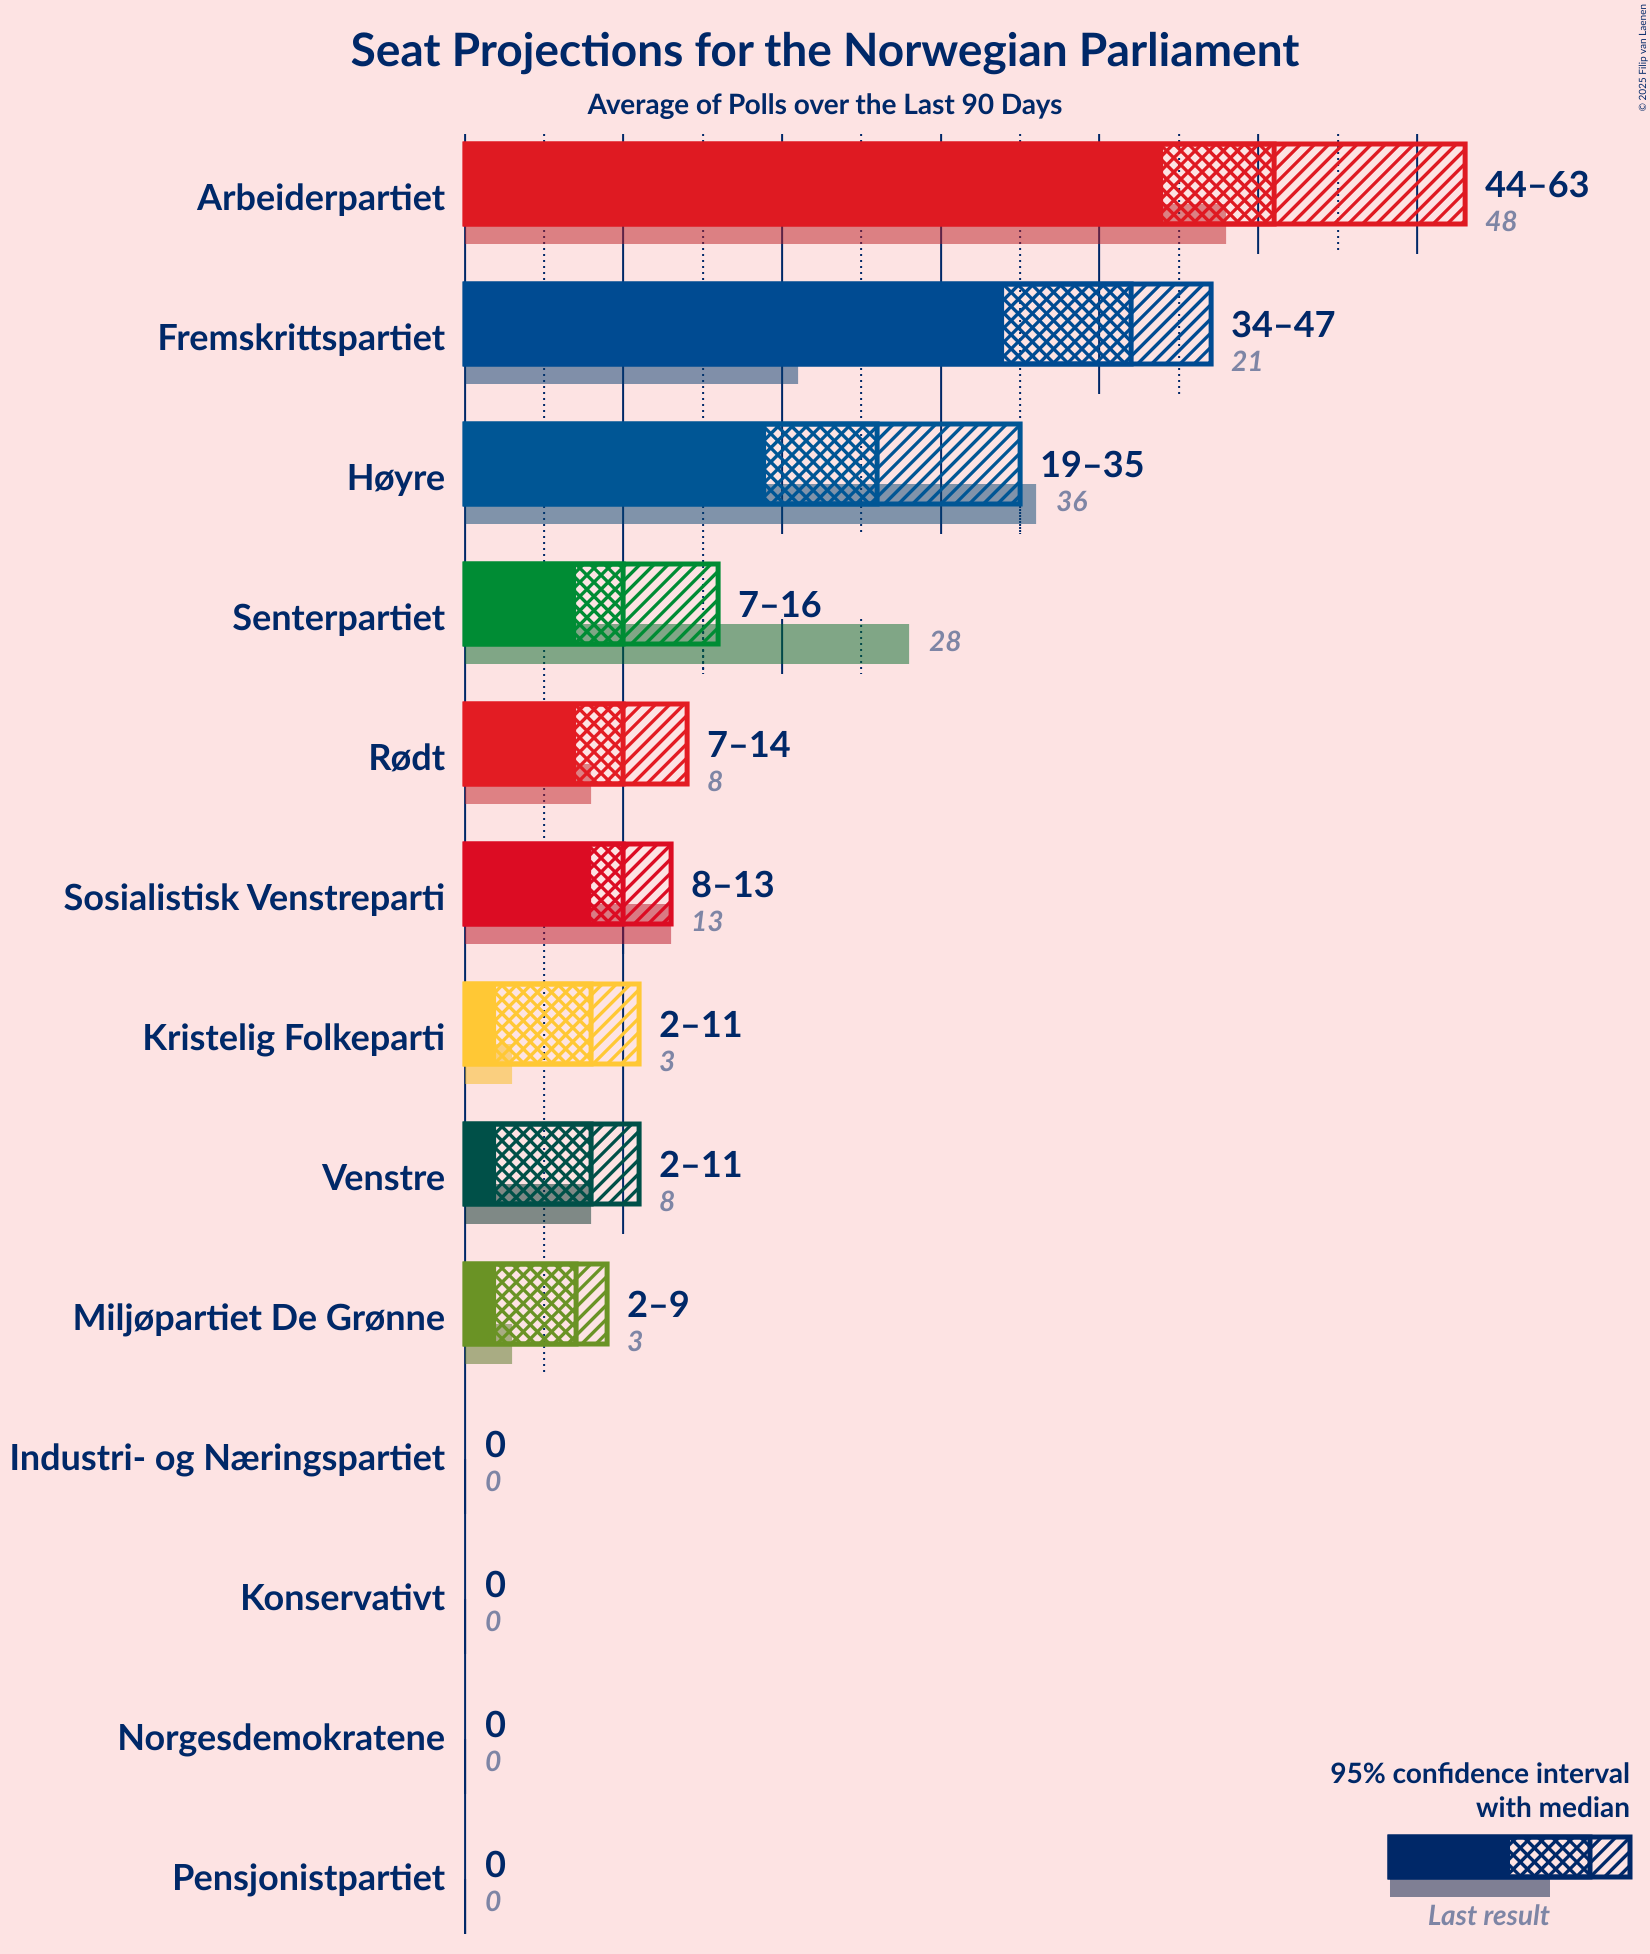 Seat Projections for the Norwegian Parliament
Average of Polls over the Last 90 Days
© 2025 Filip van Laenen
Arbeiderpartiet
44–63
48
Fremskrittspartiet
34–47
21
Høyre
19–35
36
Senterpartiet
7–16
28
Rødt
7–14
8
Sosialistisk Venstreparti
8–13
13
Kristelig Folkeparti
2–11
3
Venstre
2–11
8
Miljøpartiet De Grønne
2–9
3
Industri- og Næringspartiet
0
0
Konservativt
0
0
Norgesdemokratene
0
0
Pensjonistpartiet
0
0
95% confidence interval
with median
Last result